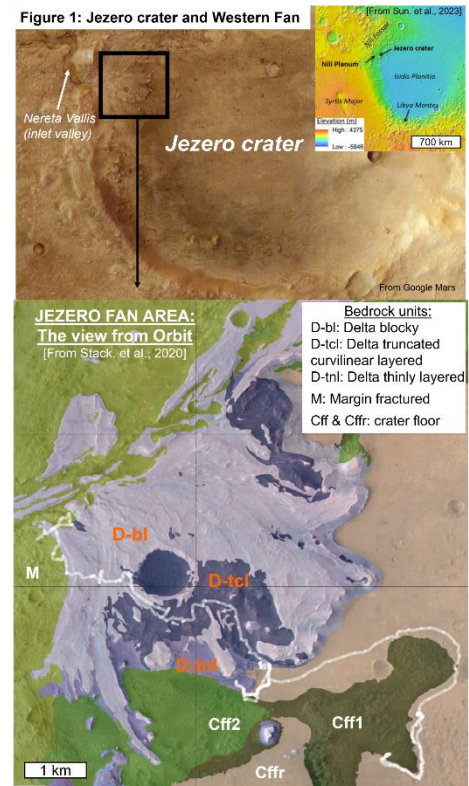 Figure 1: Jezero crater and Western Fan
[From Sun. et al., 2023]
Nili Fossae
Jezero crater
Nili Planum
Isidis Planitia
Syrtis Major
Libya Montes
Elevation (m)
High : 4375
Low : -5846
700 km
Nereta Vallis
(inlet valley)
Jezero crater
From Google Mars
JEZERO FAN AREA:
The view from Orbit
[From Stack. et al., 2020]
Bedrock units:
D-bl: Delta blocky
D-tcl: Delta truncated
curvilinear layered
D-tnl: Delta thinly layered
M: Margin fractured
Cff & Cffr: crater floor
D-bl
M
D-tcl
D-tnl
Cff2
Cff1
Cffr
1 km